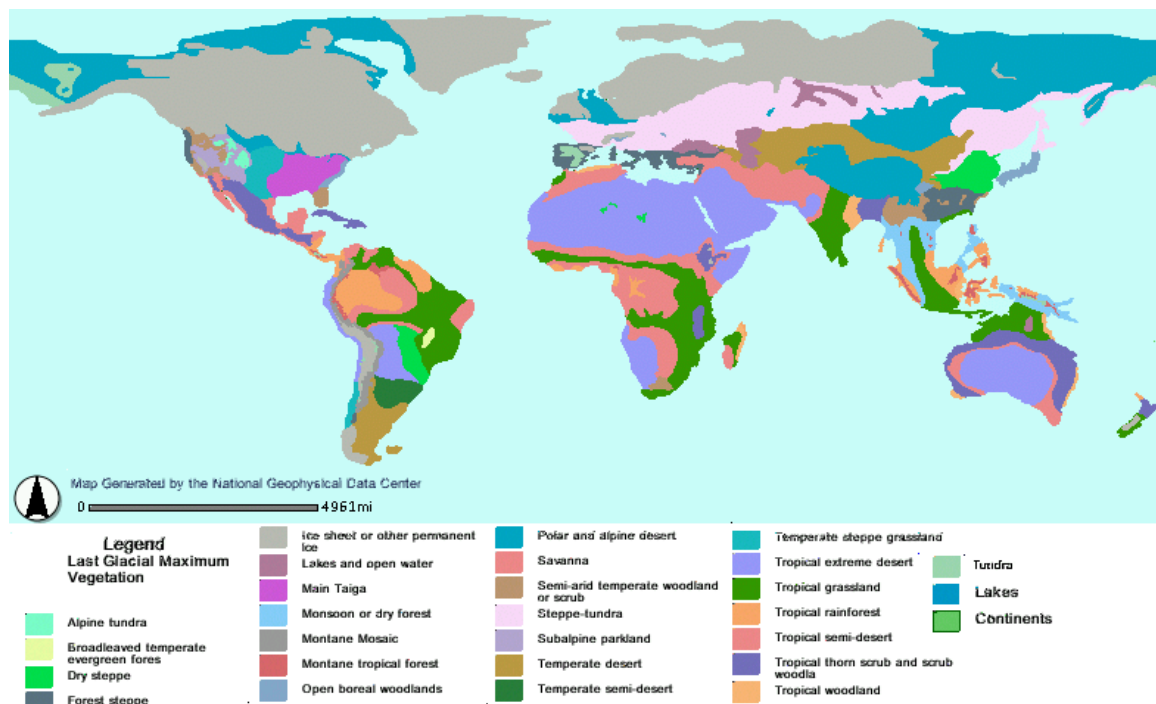 Map Generated by the National Geophysical Data Center
0
4961mi
Legend
Last Glacial Maximum
Vegetation
Alpine tundra
Broadleaved temperate
evergreen fores
Dry steppe
Forest steppe
Ice sheet or other permanent
Ice
Lakes and open water
Main Taiga
Monsoon or dry forest
Montane Mosaic
Montane tropical forest
Open boreal woodlands
Polar and alpine desert
Savanna
Semi-arid temperate woodland
or scrub
Steppe-tundra
Subalpine parkland
Temperate desert
Temperate semi-desert
Temperate steppe grassland
Tropical extreme desert
Tropical grassland
Tropical rainforest
Tropical semi-desert
Tropical thorn scrub and scrub
woodla
Tropical woodland
Tundra
Lakes
Continents